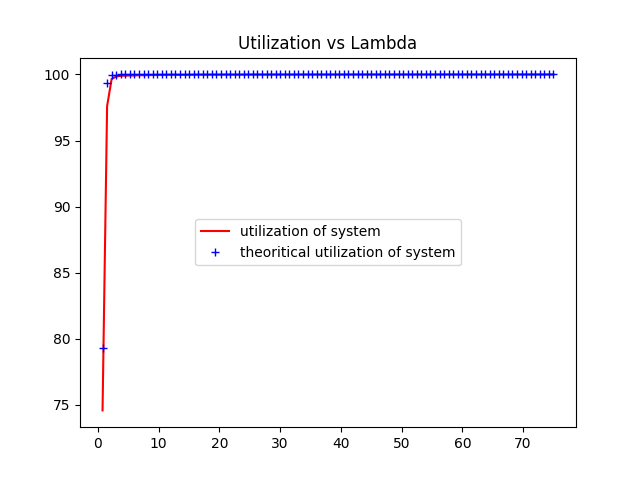 Utilization vs Lambda
100
95
90
85
80
75
utilization of system
theoritical utilization of system
0 10 20 30 40 50 60 70